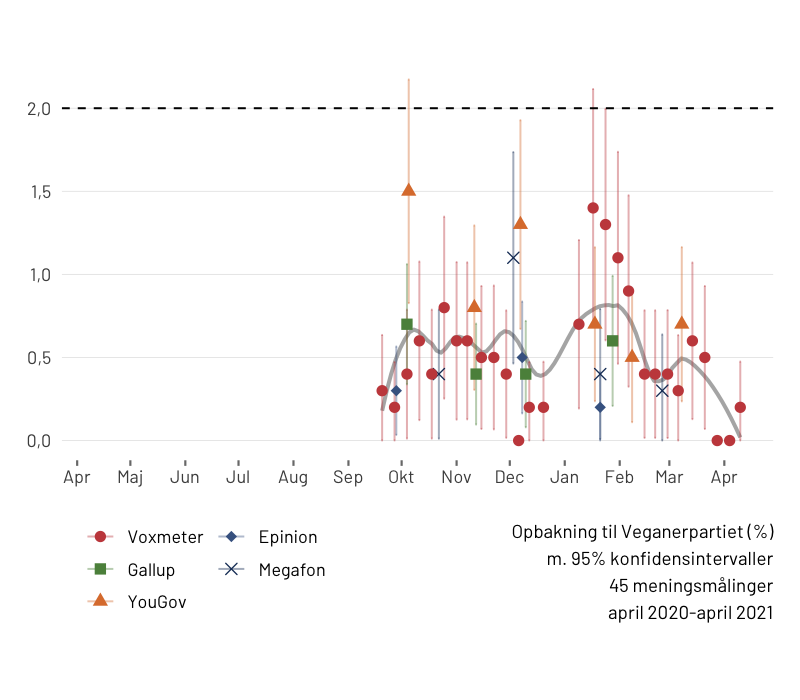 2,0
1,5
1,0
0,5
0,0
Apr Maj Jun Jul Aug Sep Okt Nov Dec Jan Feb Mar Apr
Voxmeter Epinion
Gallup Megafon
YouGov
Opbakning til Veganerpartiet (%)
m. 95% konfidensintervaller
45 meningsmålinger
april 2020-april 2021